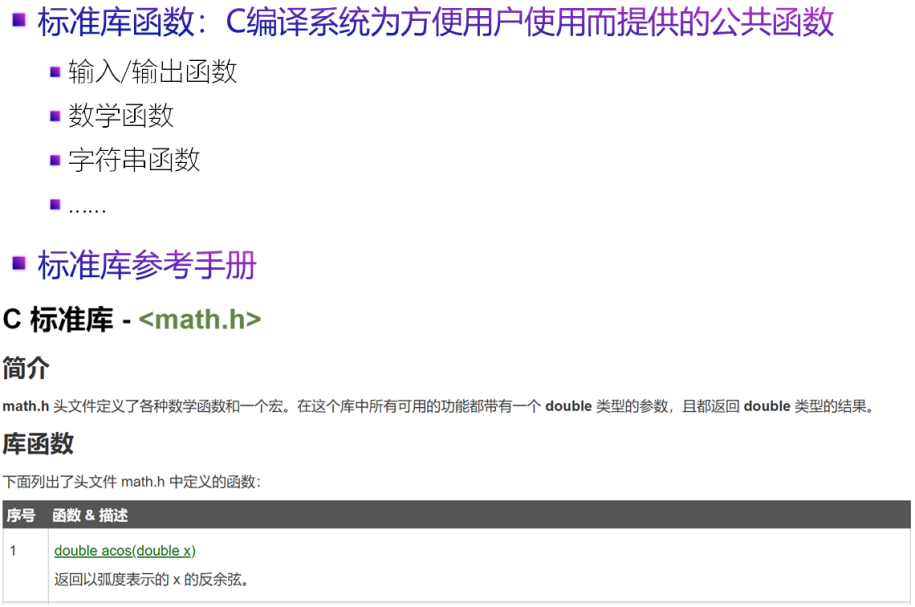 标准库函数：C编译系统为方便用户使用而提供的公共函数
输入/输出函数
数学函数
字符串函数
……
标准库参考手册
C 标准库 - <math.h>
简介
math.h 头文件定义了各种数学函数和一个宏。在这个库中所有可用的功能都带有一个 double 类型的参数，且都返回 double 类型的结果。
库函数
下面列出了头文件 math.h 中定义的函数：
序号 函数 & 描述
1 double acos(double x)
返回以弧度表示的 x 的反余弦。